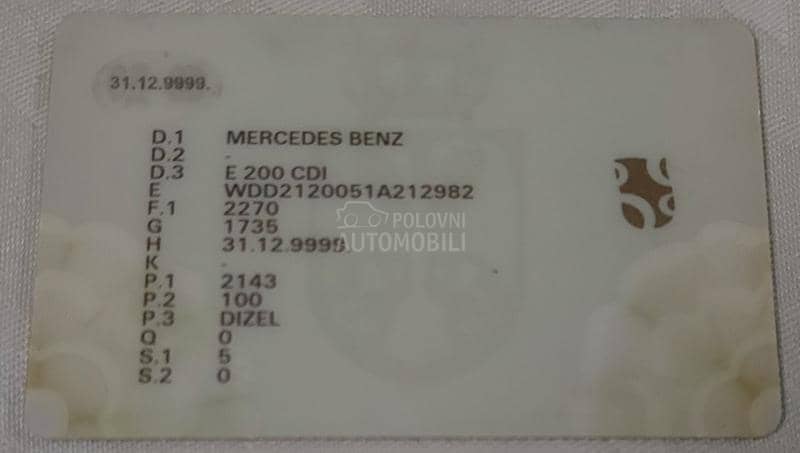 31.12.9999.
D.1 MERCEDES BENZ
D.2 -
D.3 E 200 CDI
E WDD2120051A212982
F.1 2270
G 1735
H 31.12.9999.
K -
P.1 2143
P.2 100
P.3 DIZEL
Q 0
S.1 5
S.2 0
POLOVNI
AUTOMOBILI